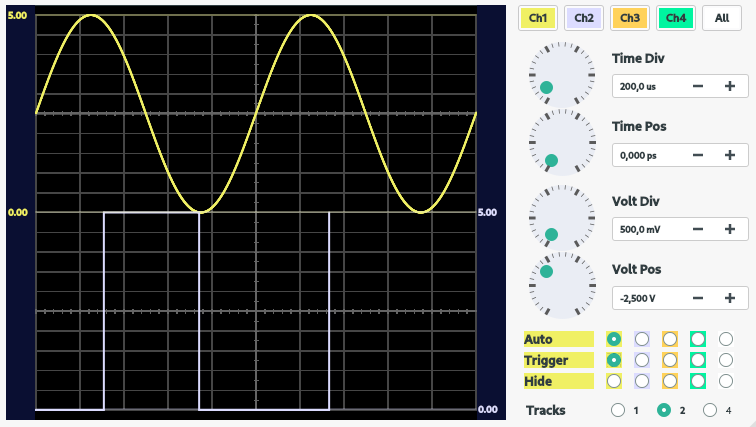 Ch1 Ch2 Ch3 Ch4 All
5.00
Time Div
200,0 us − +
Time Pos
0,000 ps − +
0.00
5.00
Volt Div
500,0 mV − +
Volt Pos
-2,500 V − +
Auto
Trigger
Hide
0.00
Tracks 1 2 4